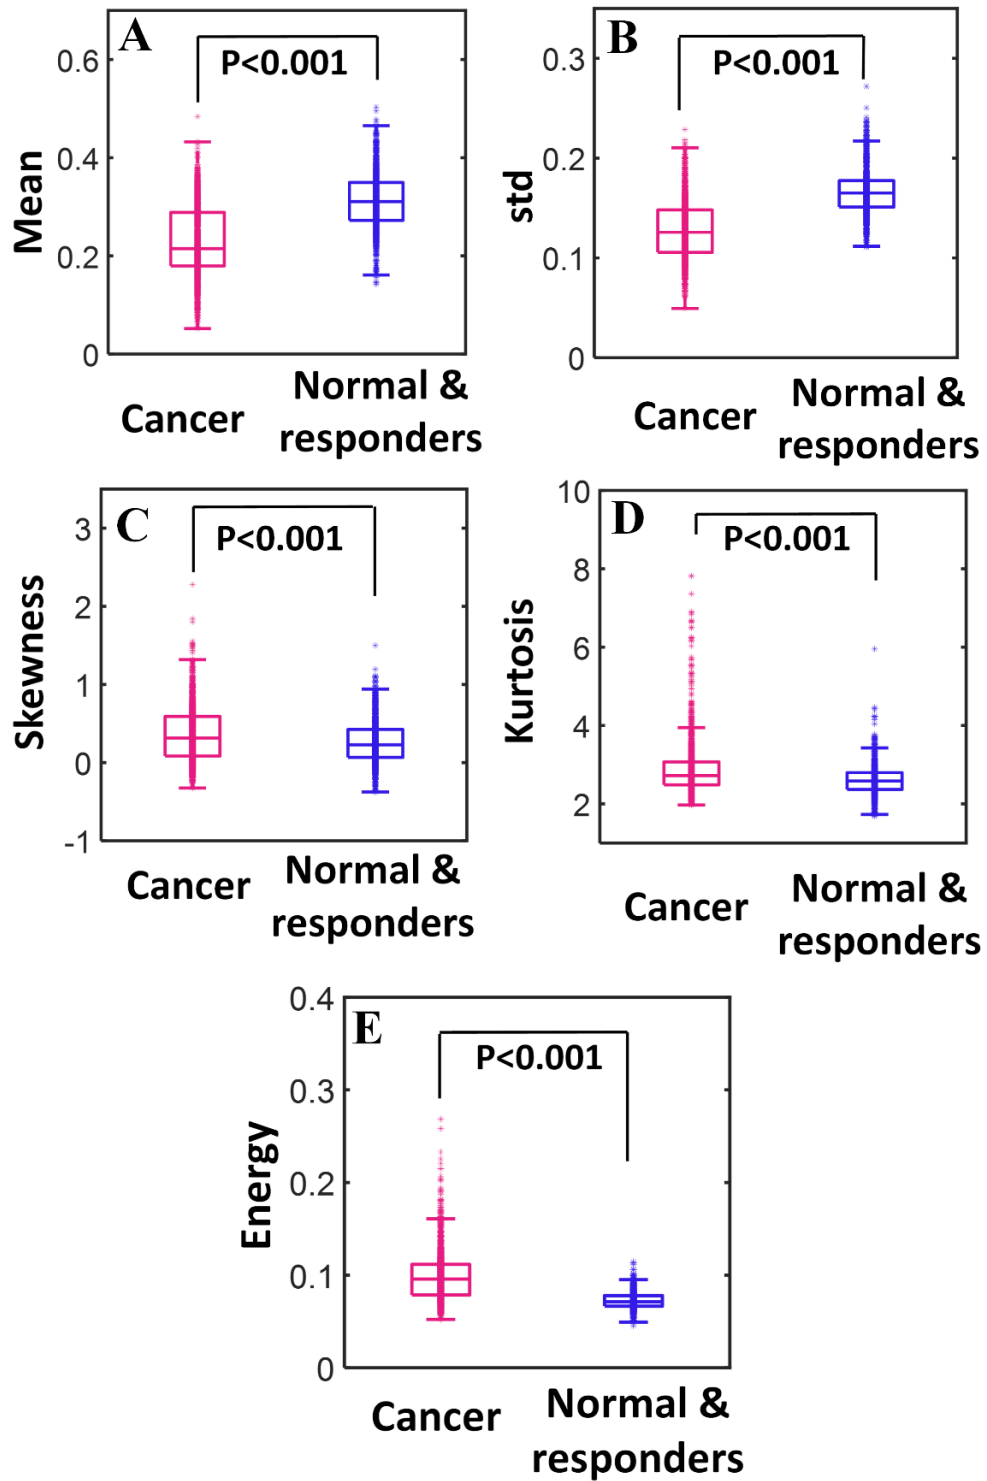 A
P<0.001
Mean
0.6
0.4
0.2
0
Cancer
Normal &
responders
B
P<0.001
std
0.3
0.2
0.1
0
Cancer
Normal &
responders
C
P<0.001
Skewness
3
2
1
0
-1
Cancer
Normal &
responders
D
P<0.001
Kurtosis
10
8
6
4
2
Cancer
Normal &
responders
E
P<0.001
Energy
0.4
0.3
0.2
0.1
0
Cancer
Normal &
responders